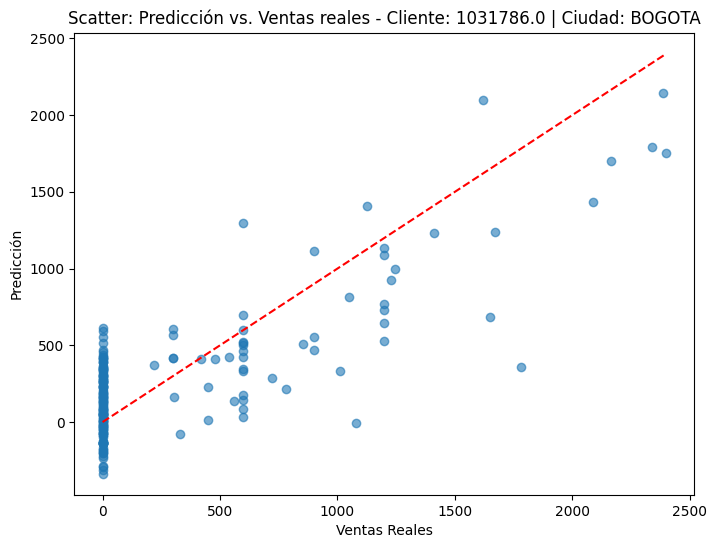 Scatter: Predicción vs. Ventas reales - Cliente: 1031786.0 | Ciudad: BOGOTA
2500
2000
1500
1000
500
0
Predicción
0 500 1000 1500 2000 2500
Ventas Reales